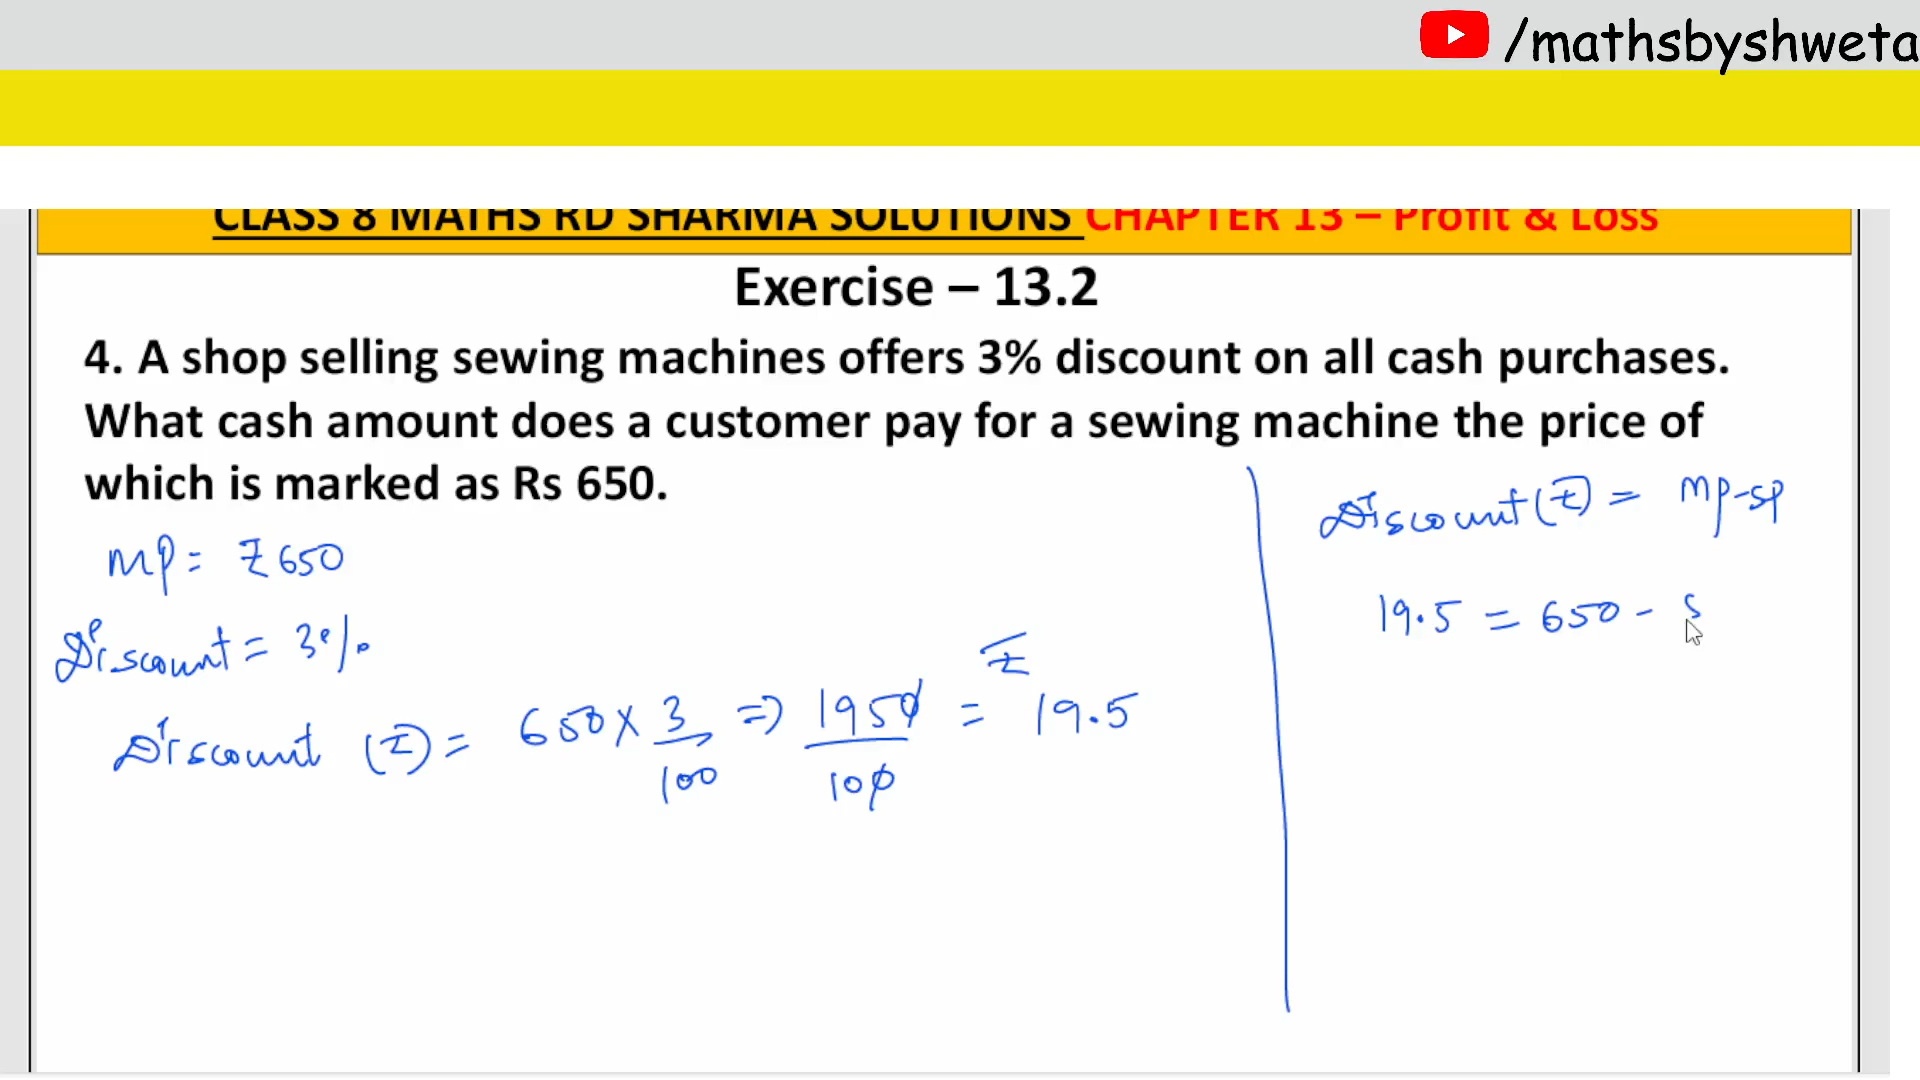 /mathsbyshweta
CLASS 8 MATHS RD SHARMA SOLUTIONS CHAPTER 13 – Profit & Loss
Exercise – 13.2
4. A shop selling sewing machines offers 3% discount on all cash purchases.
What cash amount does a customer pay for a sewing machine the price of
which is marked as Rs 650.
MP = ₹650
Discount = 3%
Discount (₹) = 650 × 3/100 => 1950/100 = ₹19.5
Discount (₹) = MP-SP
19.5 = 650 - S